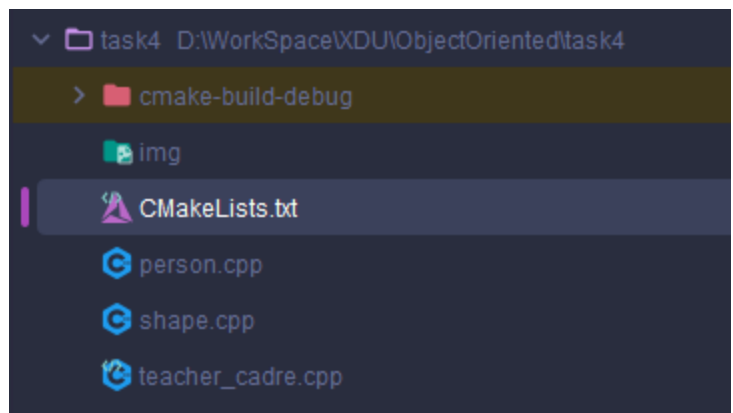 task4 D:\WorkSpace\XDU\ObjectOriented\task4
cmake-build-debug
img
CMakeLists.txt
person.cpp
shape.cpp
teacher_cadre.cpp